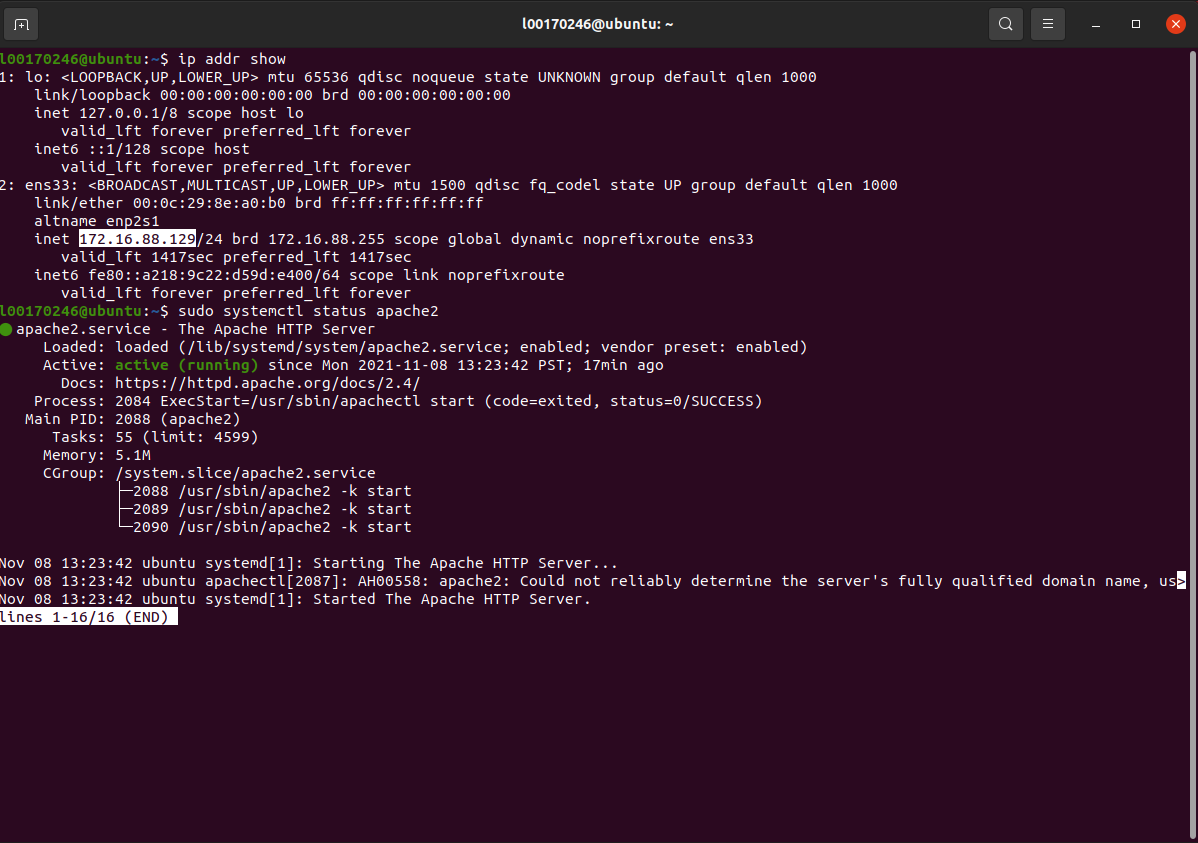 l00170246@ubuntu: ~
l00170246@ubuntu:~$ ip addr show
1: lo: <LOOPBACK,UP,LOWER_UP> mtu 65536 qdisc noqueue state UNKNOWN group default qlen 1000
    link/loopback 00:00:00:00:00:00 brd 00:00:00:00:00:00
    inet 127.0.0.1/8 scope host lo
       valid_lft forever preferred_lft forever
    inet6 ::1/128 scope host
       valid_lft forever preferred_lft forever
2: ens33: <BROADCAST,MULTICAST,UP,LOWER_UP> mtu 1500 qdisc fq_codel state UP group default qlen 1000
    link/ether 00:0c:29:8e:a0:b0 brd ff:ff:ff:ff:ff:ff
    altname enp2s1
    inet 172.16.88.129/24 brd 172.16.88.255 scope global dynamic noprefixroute ens33
       valid_lft 1417sec preferred_lft 1417sec
    inet6 fe80::a218:9c22:d59d:e400/64 scope link noprefixroute
       valid_lft forever preferred_lft forever
l00170246@ubuntu:~$ sudo systemctl status apache2
● apache2.service - The Apache HTTP Server
     Loaded: loaded (/lib/systemd/system/apache2.service; enabled; vendor preset: enabled)
     Active: active (running) since Mon 2021-11-08 13:23:42 PST; 17min ago
       Docs: https://httpd.apache.org/docs/2.4/
    Process: 2084 ExecStart=/usr/sbin/apachectl start (code=exited, status=0/SUCCESS)
   Main PID: 2088 (apache2)
      Tasks: 55 (limit: 4599)
     Memory: 5.1M
     CGroup: /system.slice/apache2.service
             ├─2088 /usr/sbin/apache2 -k start
             ├─2089 /usr/sbin/apache2 -k start
             └─2090 /usr/sbin/apache2 -k start
Nov 08 13:23:42 ubuntu systemd[1]: Starting The Apache HTTP Server...
Nov 08 13:23:42 ubuntu apachectl[2087]: AH00558: apache2: Could not reliably determine the server's fully qualified domain name, us>
Nov 08 13:23:42 ubuntu systemd[1]: Started The Apache HTTP Server.
lines 1-16/16 (END)